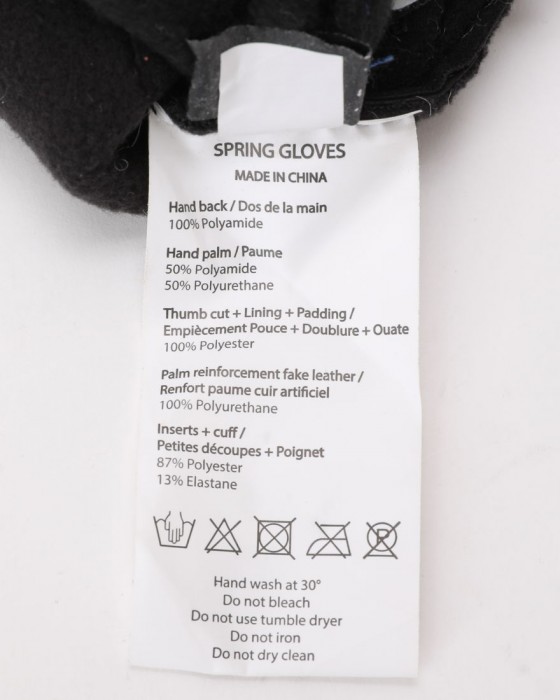 SPRING GLOVES
MADE IN CHINA
Hand back / Dos de la main
100% Polyamide
Hand palm / Paume
50% Polyamide
50% Polyurethane
Thumb cut + Lining + Padding /
Empiècement Pouce + Doublure + Ouate
100% Polyester
Palm reinforcement fake leather /
Renfort paume cuir artificiel
100% Polyurethane
Inserts + cuff /
Petites découpes + Poignet
87% Polyester
13% Elastane
P
Hand wash at 30°
Do not bleach
Do not use tumble dryer
Do not iron
Do not dry clean